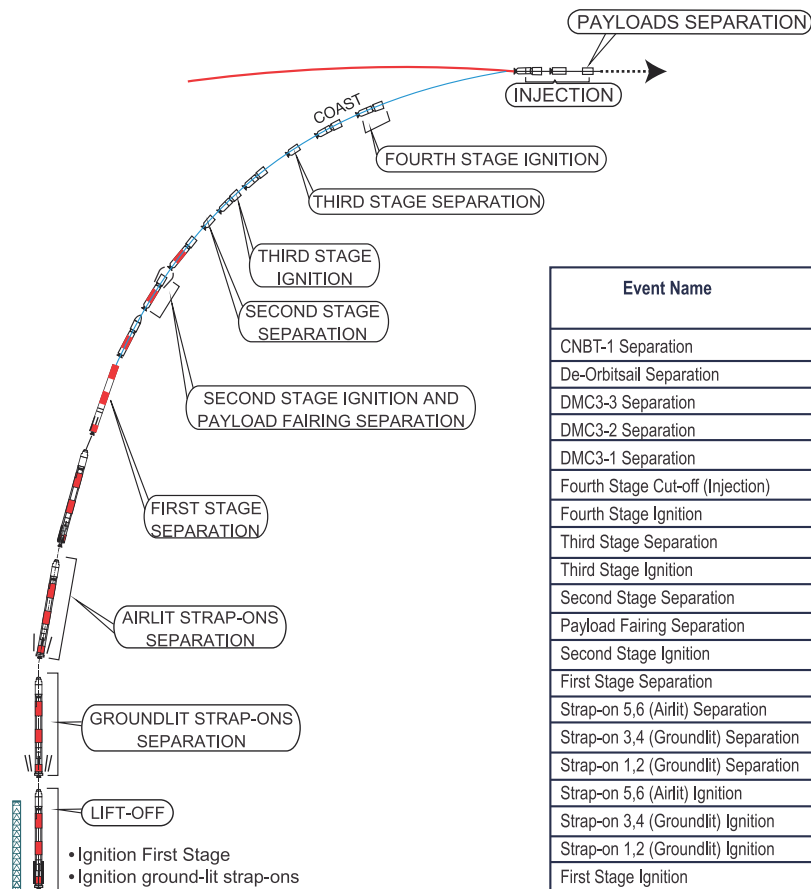 PAYLOADS SEPARATION
INJECTION
COAST
FOURTH STAGE IGNITION
THIRD STAGE SEPARATION
THIRD STAGE
IGNITION
SECOND STAGE
SEPARATION
SECOND STAGE IGNITION AND
PAYLOAD FAIRING SEPARATION
FIRST STAGE
SEPARATION
AIRLIT STRAP-ONS
SEPARATION
GROUNDLIT STRAP-ONS
SEPARATION
LIFT-OFF
• Ignition First Stage
• Ignition ground-lit strap-ons
Event Name
CNBT-1 Separation
De-Orbitsail Separation
DMC3-3 Separation
DMC3-2 Separation
DMC3-1 Separation
Fourth Stage Cut-off (Injection)
Fourth Stage Ignition
Third Stage Separation
Third Stage Ignition
Second Stage Separation
Payload Fairing Separation
Second Stage Ignition
First Stage Separation
Strap-on 5,6 (Airlit) Separation
Strap-on 3,4 (Groundlit) Separation
Strap-on 1,2 (Groundlit) Separation
Strap-on 5,6 (Airlit) Ignition
Strap-on 3,4 (Groundlit) Ignition
Strap-on 1,2 (Groundlit) Ignition
First Stage Ignition